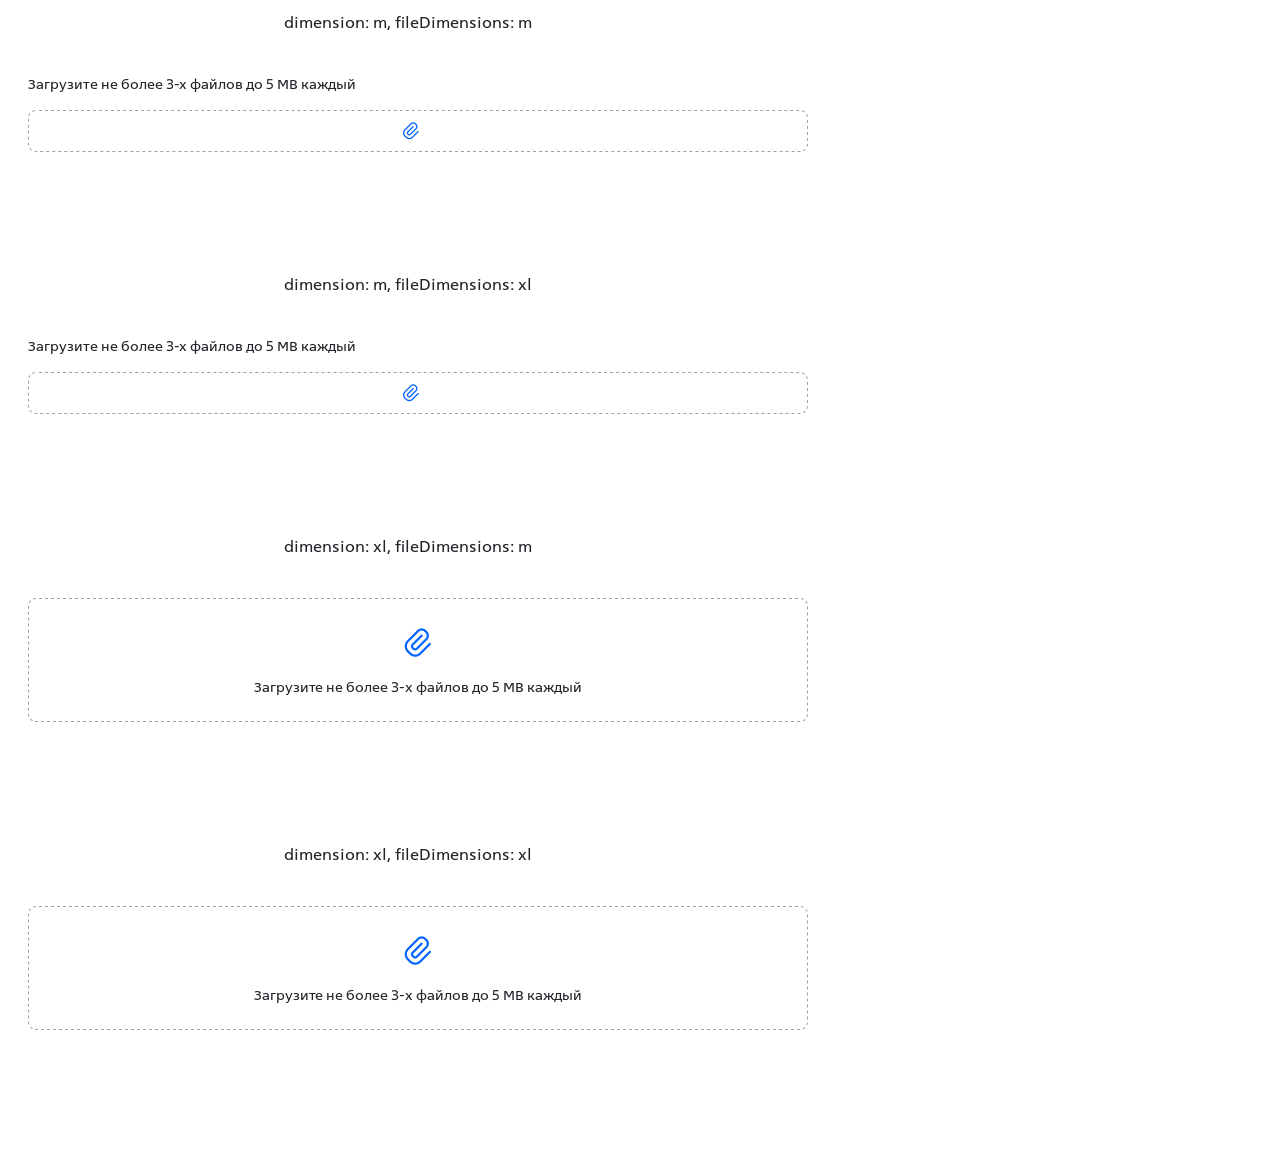 dimension: m, fileDimensions: m
Загрузите не более 3-х файлов до 5 MB каждый
dimension: m, fileDimensions: xl
Загрузите не более 3-х файлов до 5 MB каждый
dimension: xl, fileDimensions: m
Загрузите не более 3-х файлов до 5 MB каждый
dimension: xl, fileDimensions: xl
Загрузите не более 3-х файлов до 5 MB каждый